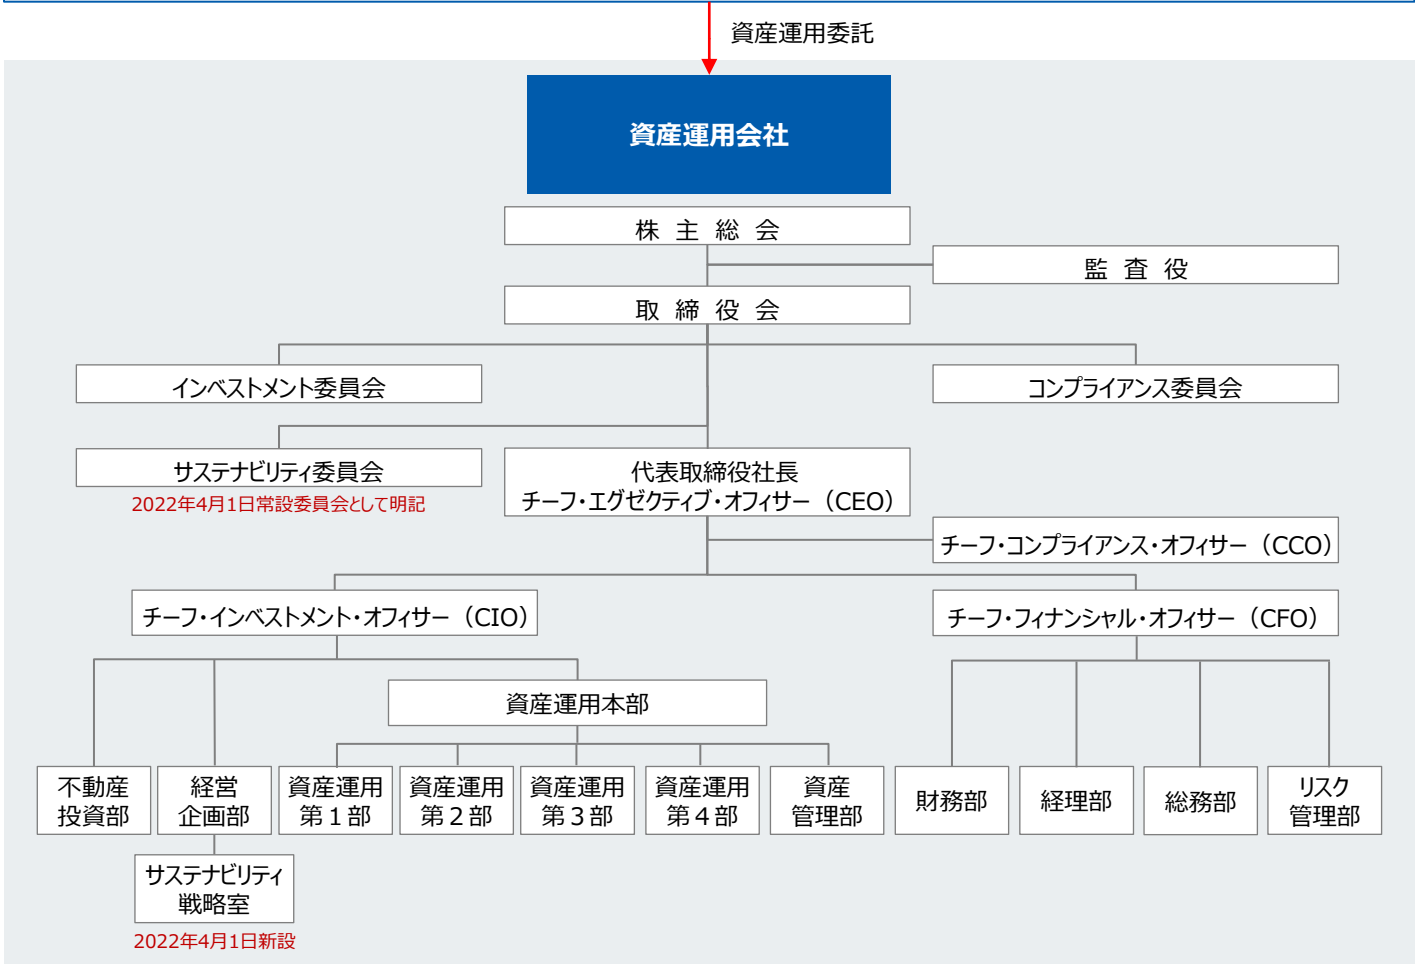 資産運用委託
資産運用会社
株 主 総 会
監 査 役
取 締 役 会
インベストメント委員会
コンプライアンス委員会
サステナビリティ委員会
2022年4月1日常設委員会として明記
代表取締役社長
チーフ・エグゼクティブ・オフィサー（CEO）
チーフ・コンプライアンス・オフィサー（CCO）
チーフ・インベストメント・オフィサー（CIO）
チーフ・フィナンシャル・オフィサー（CFO）
資産運用本部
不動産
投資部
経営
企画部
資産運用
第１部
資産運用
第２部
資産運用
第３部
資産運用
第４部
資産
管理部
財務部
経理部
総務部
リスク
管理部
サステナビリティ
戦略室
2022年4月1日新設